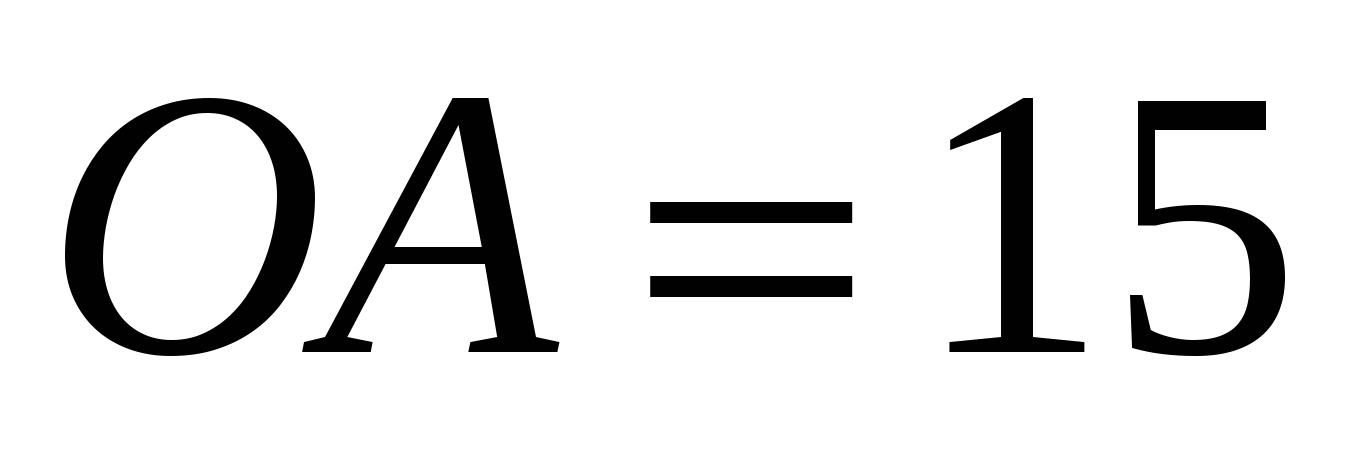 OA = 15